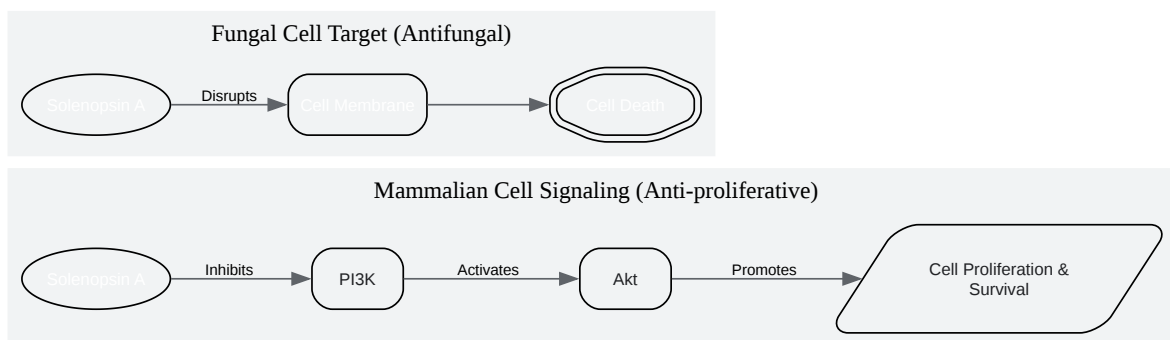 Fungal Cell Target (Antifungal)
Solenopsin A
Disrupts
Cell Membrane
Cell Death
Mammalian Cell Signaling (Anti-proliferative)
Solenopsin A
Inhibits
PI3K
Activates
Akt
Promotes
Cell Proliferation &
Survival